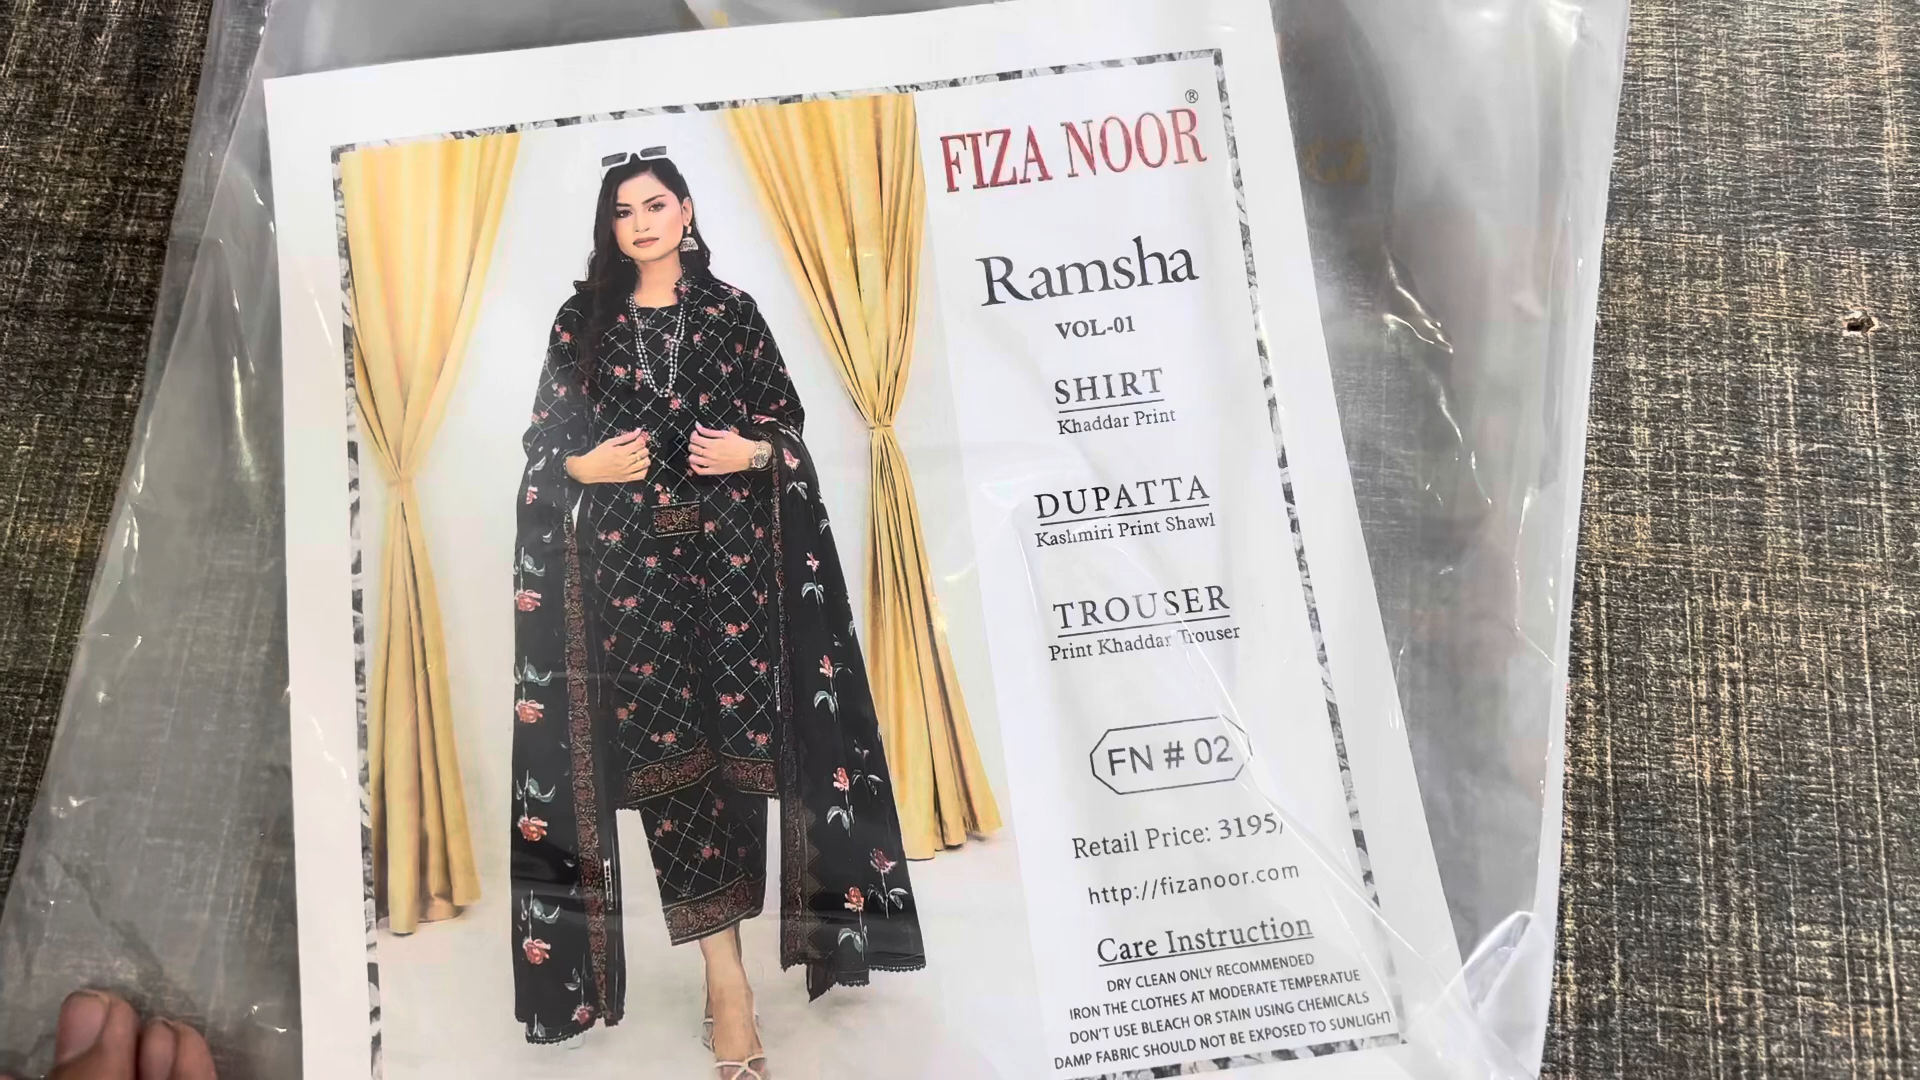 FIZA NOOR®
Ramsha
VOL-01
SHIRT
Khaddar Print
DUPATTA
Kashmiri Print Shawl
TROUSER
Print Khaddar Trouser
FN # 02
Retail Price: 3195/
http://fizanoor.com
Care Instruction
DRY CLEAN ONLY RECOMMENDED
IRON THE CLOTHES AT MODERATE TEMPERATUE
DON'T USE BLEACH OR STAIN USING CHEMICALS
DAMP FABRIC SHOULD NOT BE EXPOSED TO SUNLIGHT